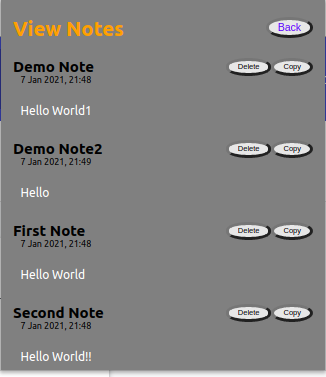 View Notes Back
Demo Note Delete Copy
7 Jan 2021, 21:48
Hello World1
Demo Note2 Delete Copy
7 Jan 2021, 21:49
Hello
First Note Delete Copy
7 Jan 2021, 21:48
Hello World
Second Note Delete Copy
7 Jan 2021, 21:48
Hello World!!